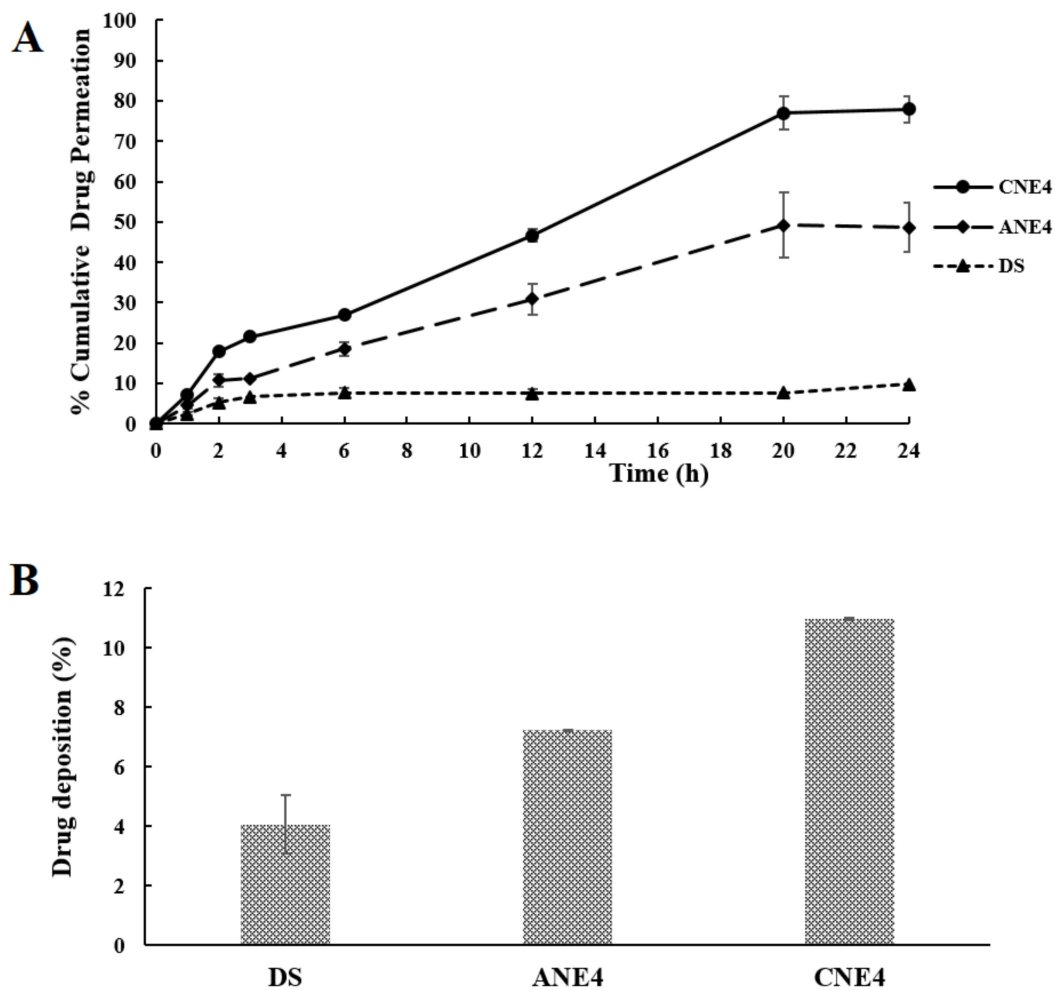 A
% Cumulative Drug Permeation
100
90
80
70
60
50
40
30
20
10
0
0 2 4 6 8 10 12 14 16 18 20 22 24
Time (h)
CNE4
ANE4
DS
B
Drug deposition (%)
12
10
8
6
4
2
0
DS ANE4 CNE4